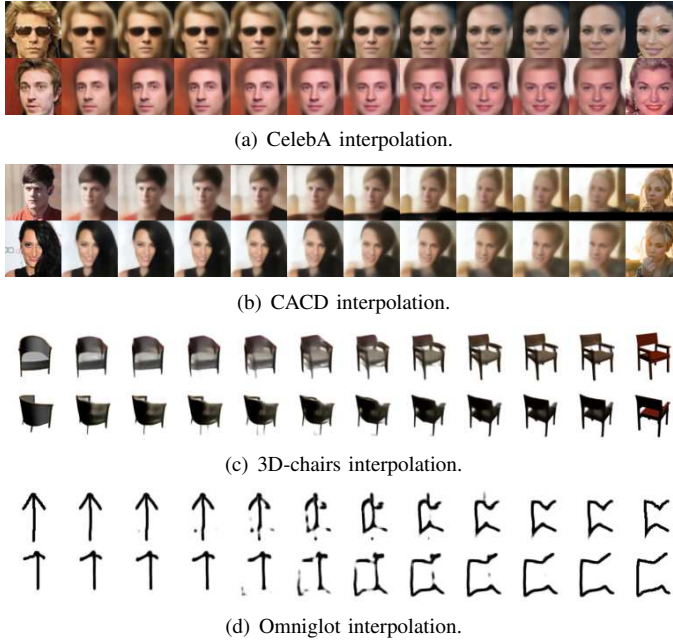 (a) CelebA interpolation.
(b) CACD interpolation.
(c) 3D-chairs interpolation.
(d) Omniglot interpolation.